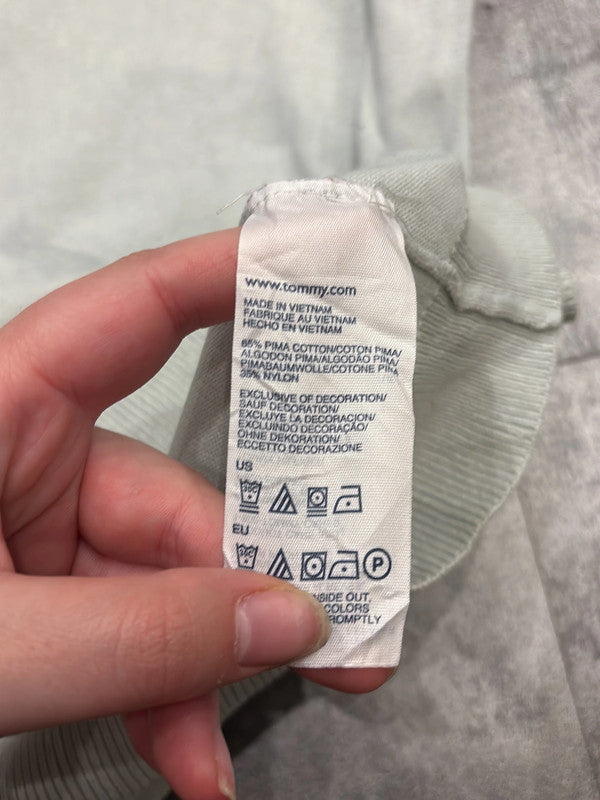 www.tommy.com
MADE IN VIETNAM
FABRIQUE AU VIETNAM
HECHO EN VIETNAM
65% PIMA COTTON/COTON PIMA/
ALGODON PIMA/ALGODÃO PIMA/
PIMABAUMWOLLE/COTONE PIMA
35% NYLON
EXCLUSIVE OF DECORATION/
SAUF DECORATION/
EXCLUYE LA DECORACION/
EXCLUINDO DECORAÇÃO/
OHNE DEKORATION/
ECCETTO DECORAZIONE
US
EU
P
OUT,
COLORS
PROMPTLY